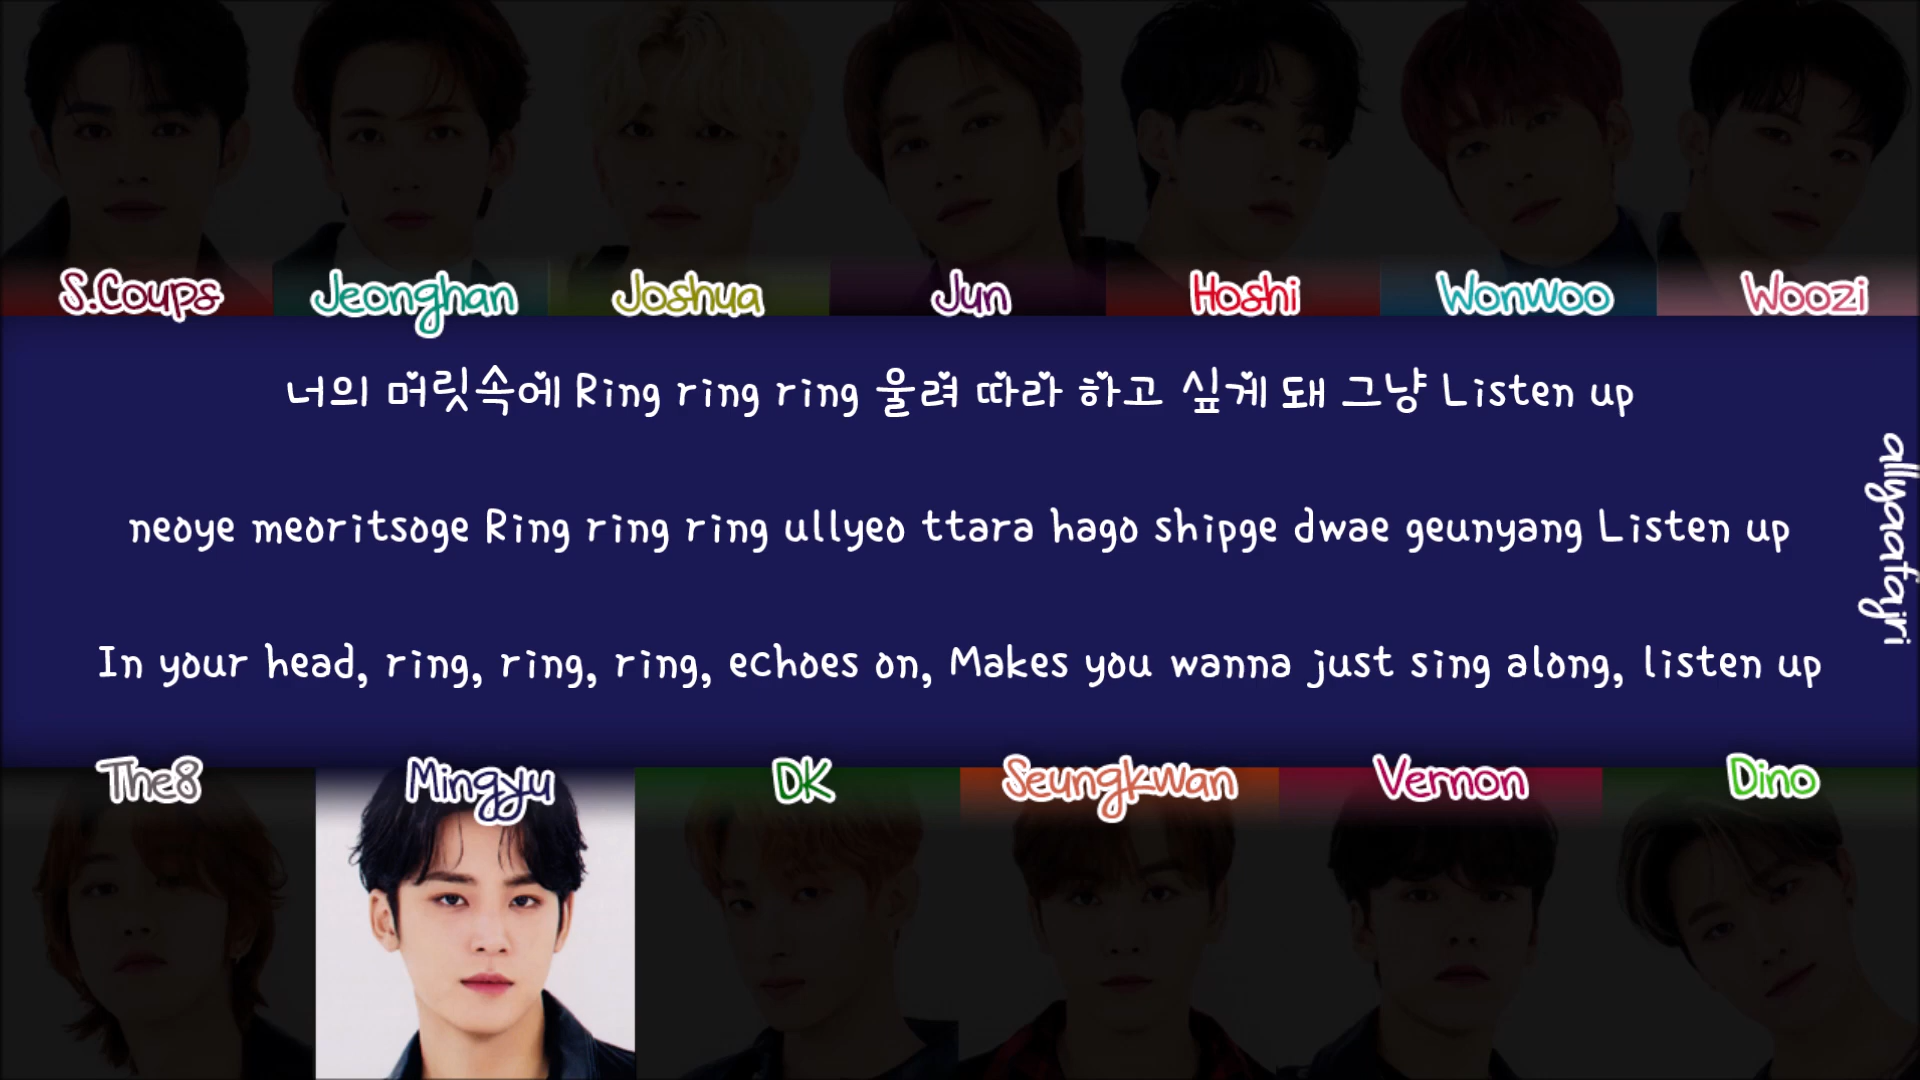 S.Coups Jeonghan Joshua Jun Hoshi Wonwoo Woozi
너의 머릿속에 Ring ring ring 울려 따라 하고 싶게 돼 그냥 Listen up
neoye meoritsoge Ring ring ring ullyeo ttara hago shipge dwae geunyang Listen up
In your head, ring, ring, ring, echoes on, Makes you wanna just sing along, listen up
allyaafajri
The8 Mingyu DK Seungkwan Vernon Dino